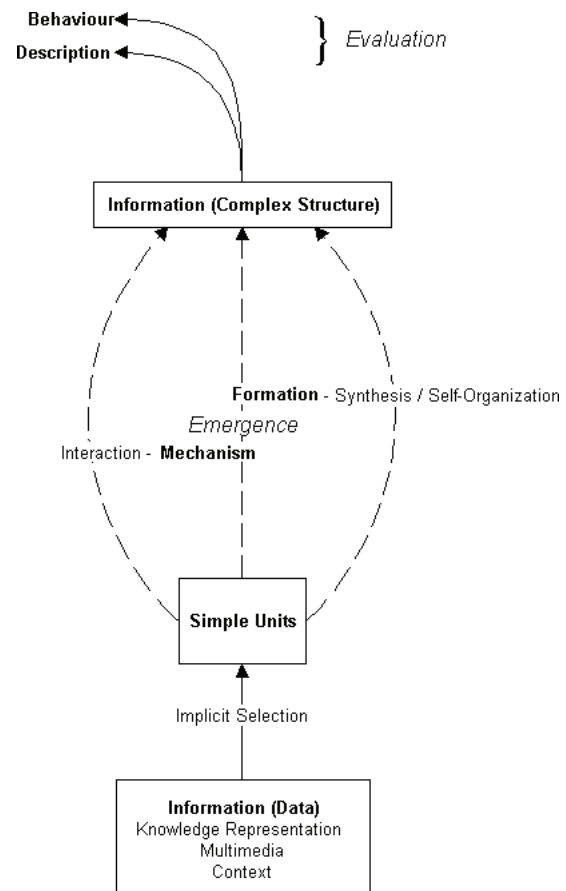 Behaviour
Description
} Evaluation
Information (Complex Structure)
Formation - Synthesis / Self-Organization
Emergence
Interaction - Mechanism
Simple Units
Implicit Selection
Information (Data)
Knowledge Representation
Multimedia
Context